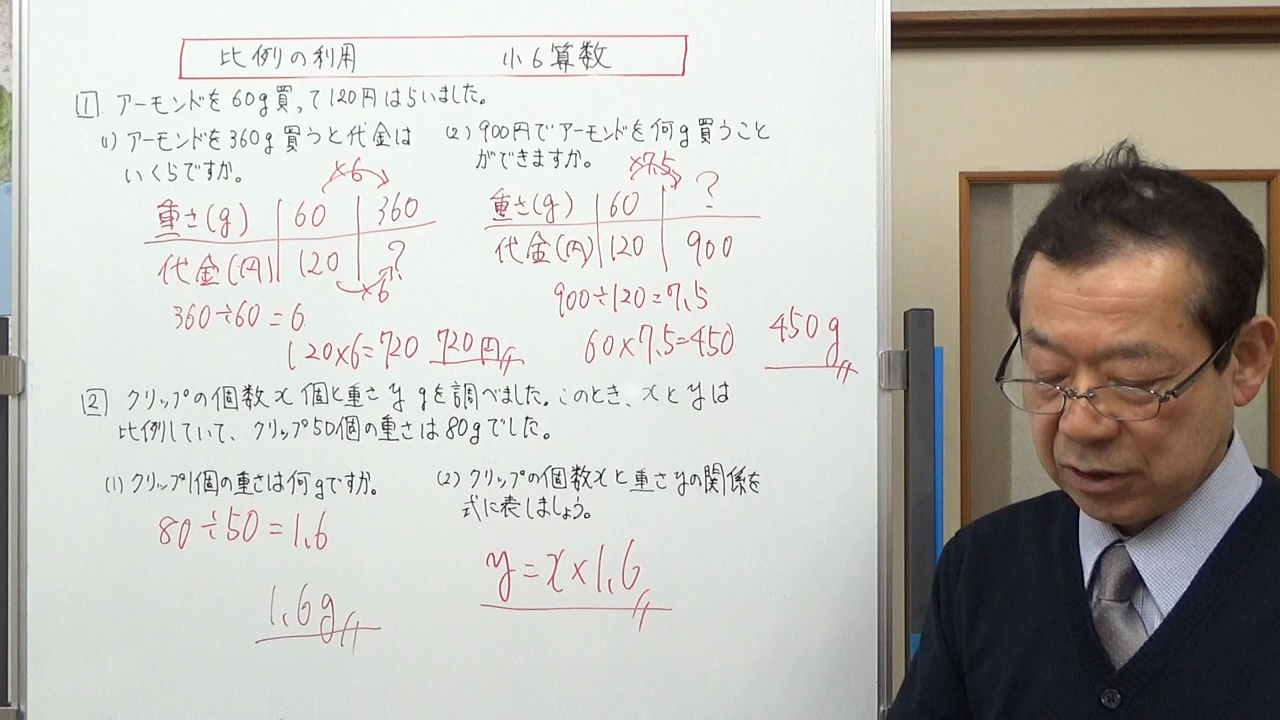 比例の利用 小6算数
1 アーモンドを60g買って120円はらいました。
(1) アーモンドを360g買うと代金は
いくらですか。
×6
重さ(g) 60 360
代金(円) 120 ?
×6
360÷60=6
120×6=720 720円
(2) 900円でアーモンドを何g買うこと
ができますか。
×7.5
重さ(g) 60 ?
代金(円) 120 900
900÷120=7.5
60×7.5=450 450g
2 クリップの個数x個と重さy gを調べました。このとき、xとyは
比例していて、クリップ50個の重さは80gでした。
(1) クリップ1個の重さは何gですか。
80÷50=1.6
1.6g
(2) クリップの個数xと重さyの関係を
式に表しましょう。
y=x×1.6